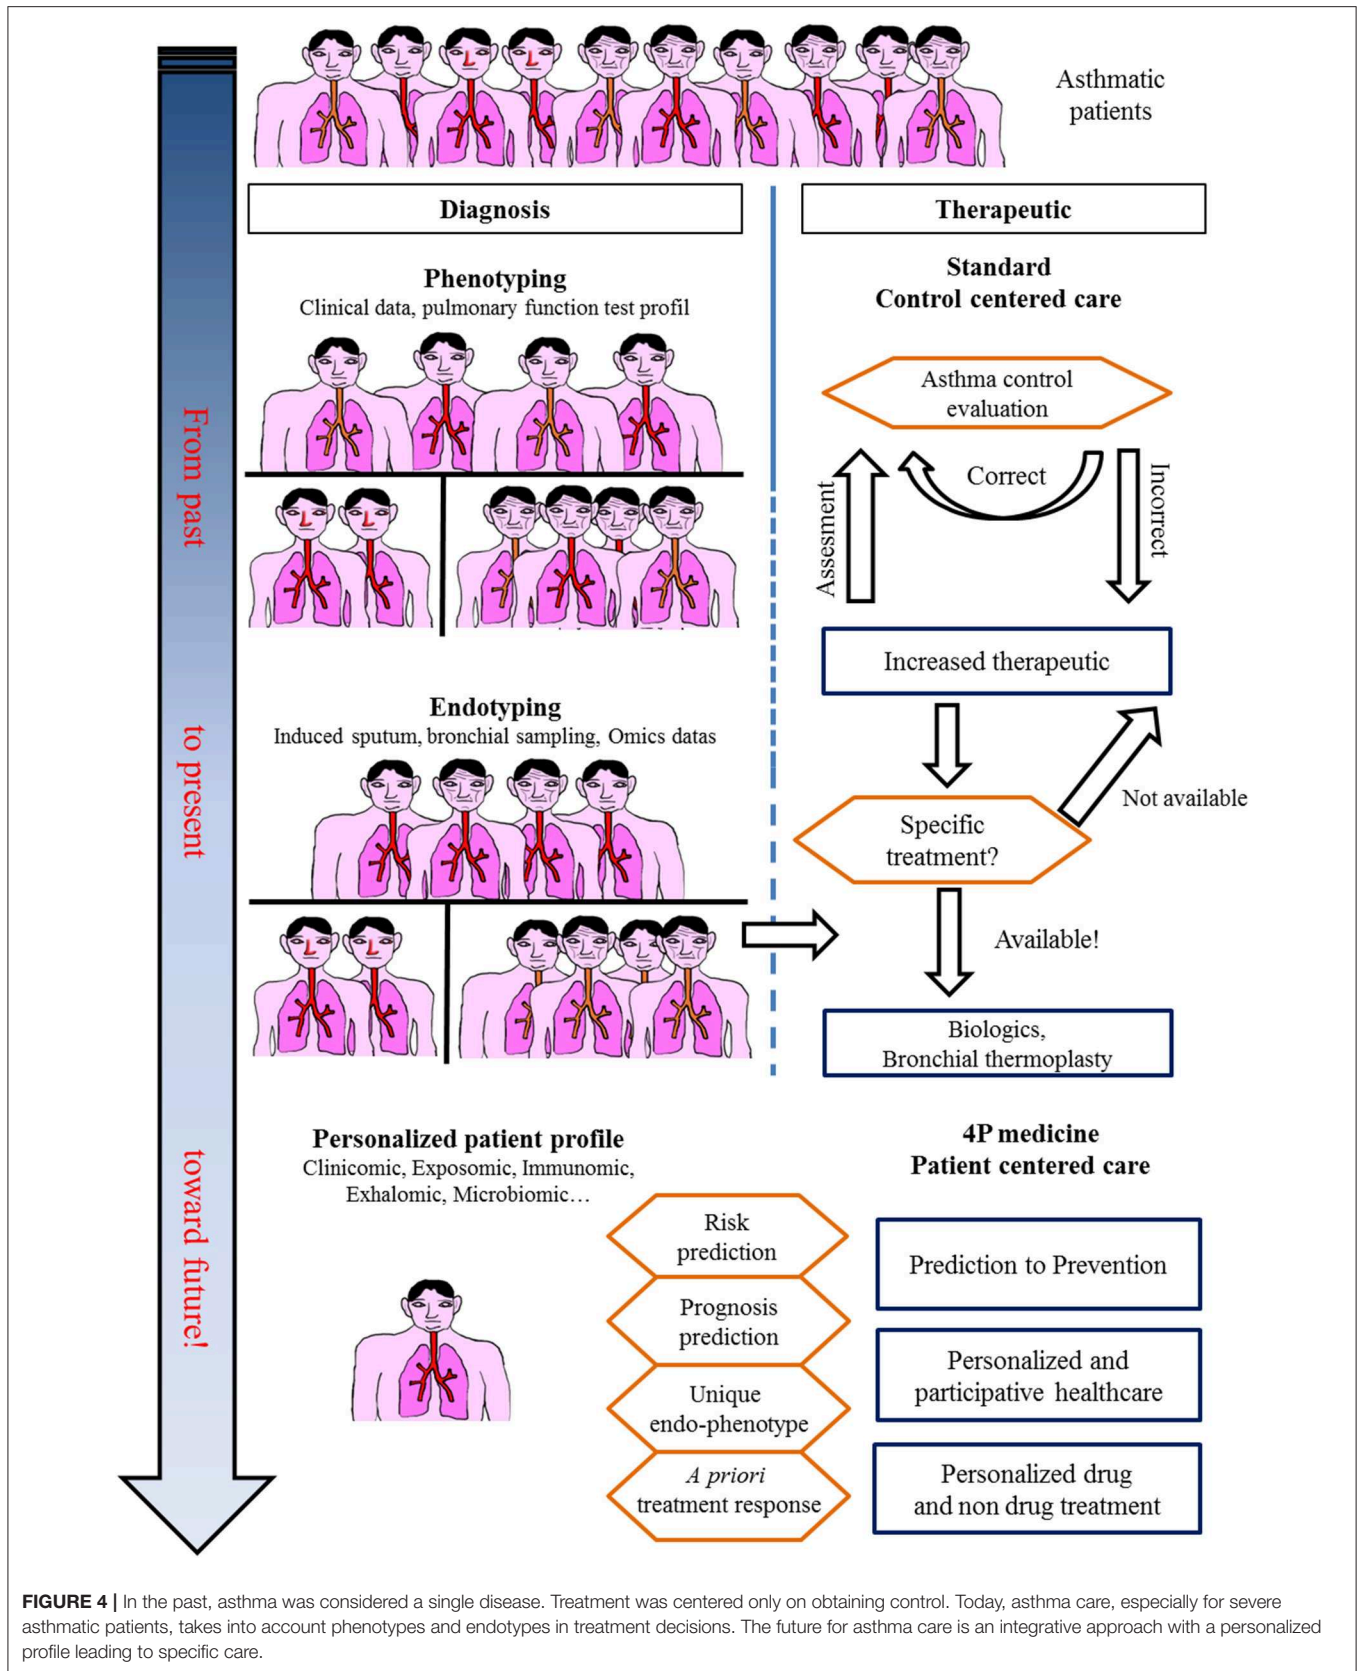 Asthmatic
patients
Diagnosis
Therapeutic
From past
to present
toward future!
Phenotyping
Clinical data, pulmonary function test profil
Standard
Control centered care
Asthma control
evaluation
Assesment
Correct
Incorrect
Increased therapeutic
Endotyping
Induced sputum, bronchial sampling, Omics datas
Specific
treatment?
Not available
Available!
Biologics,
Bronchial thermoplasty
Personalized patient profile
Clinicomic, Exposomic, Immunomic,
Exhalomic, Microbiomic…
4P medicine
Patient centered care
Risk
prediction
Prognosis
prediction
Unique
endo-phenotype
A priori
treatment response
Prediction to Prevention
Personalized and
participative healthcare
Personalized drug
and non drug treatment
FIGURE 4 | In the past, asthma was considered a single disease. Treatment was centered only on obtaining control. Today, asthma care, especially for severe
asthmatic patients, takes into account phenotypes and endotypes in treatment decisions. The future for asthma care is an integrative approach with a personalized
profile leading to specific care.